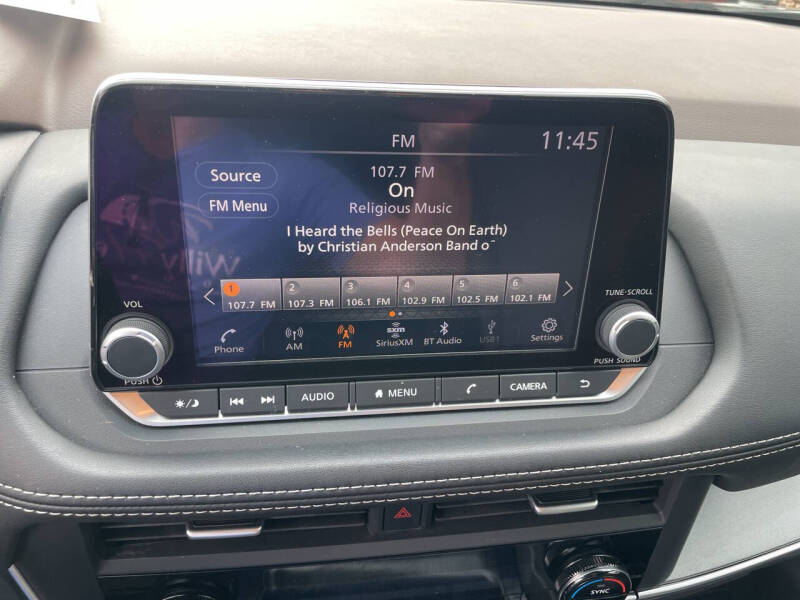 FM
11:45
Source
107.7 FM
On
FM Menu
Religious Music
I Heard the Bells (Peace On Earth)
by Christian Anderson Band o
1 2 3 4 5 6
107.7 FM 107.3 FM 106.1 FM 102.9 FM 102.5 FM 102.1 FM
Phone
AM
FM
sxm
SiriusXM
BT Audio
USB1
Settings
VOL
PUSH
TUNE·SCROLL
PUSH SOUND
AUDIO
MENU
CAMERA
SYNC